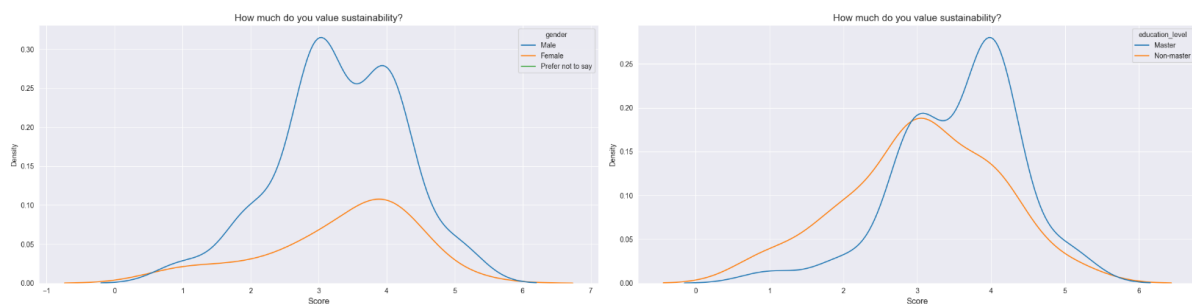 How much do you value sustainability?
gender
Male
Female
Prefer not to say
0.30
0.25
0.20
0.15
0.10
0.05
0.00
Density
−1 0 1 2 3 4 5 6 7
Score
How much do you value sustainability?
education_level
Master
Non-master
0.25
0.20
0.15
0.10
0.05
0.00
Density
0 1 2 3 4 5 6
Score